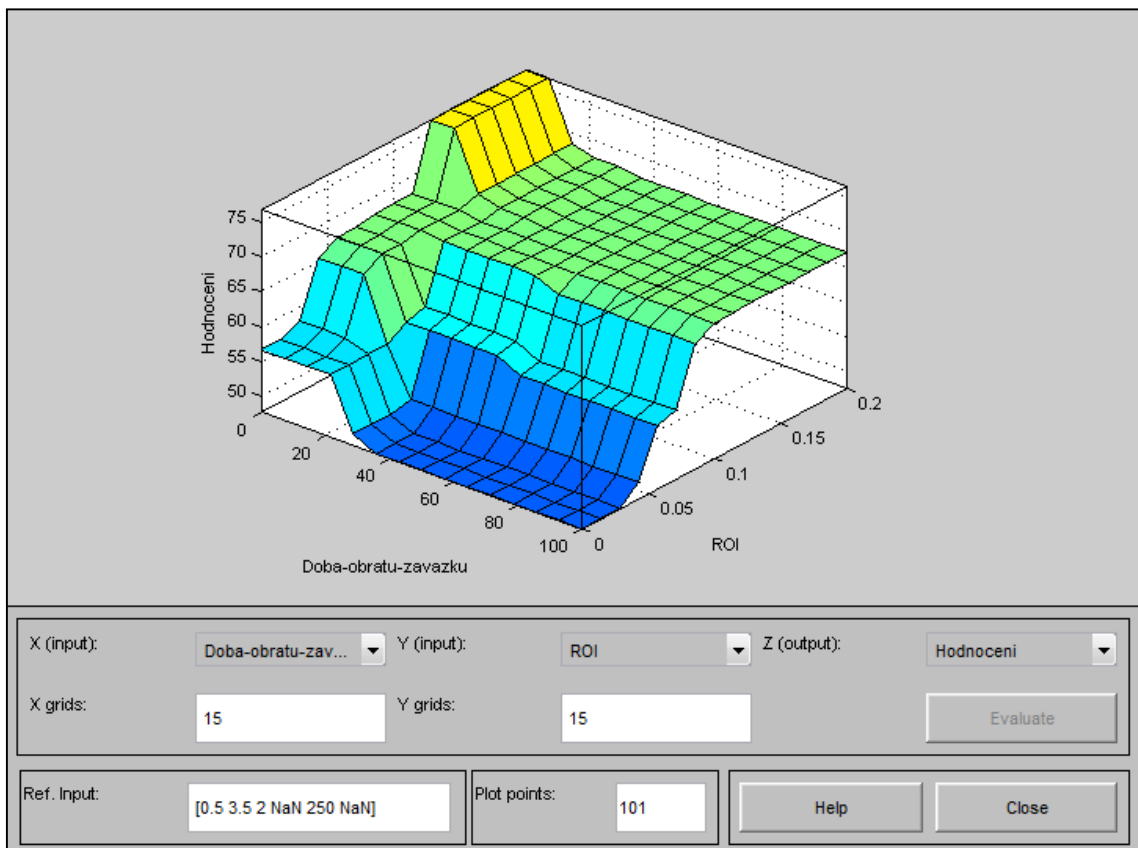 75
70
65
60
55
50
Hodnoceni
0
20
40
60
80
100
Doba-obratu-zavazku
0
0.05
0.1
0.15
0.2
ROI
X (input):
Doba-obratu-zav...
Y (input):
ROI
Z (output):
Hodnoceni
X grids:
15
Y grids:
15
Evaluate
Ref. Input:
[0.5 3.5 2 NaN 250 NaN]
Plot points:
101
Help
Close